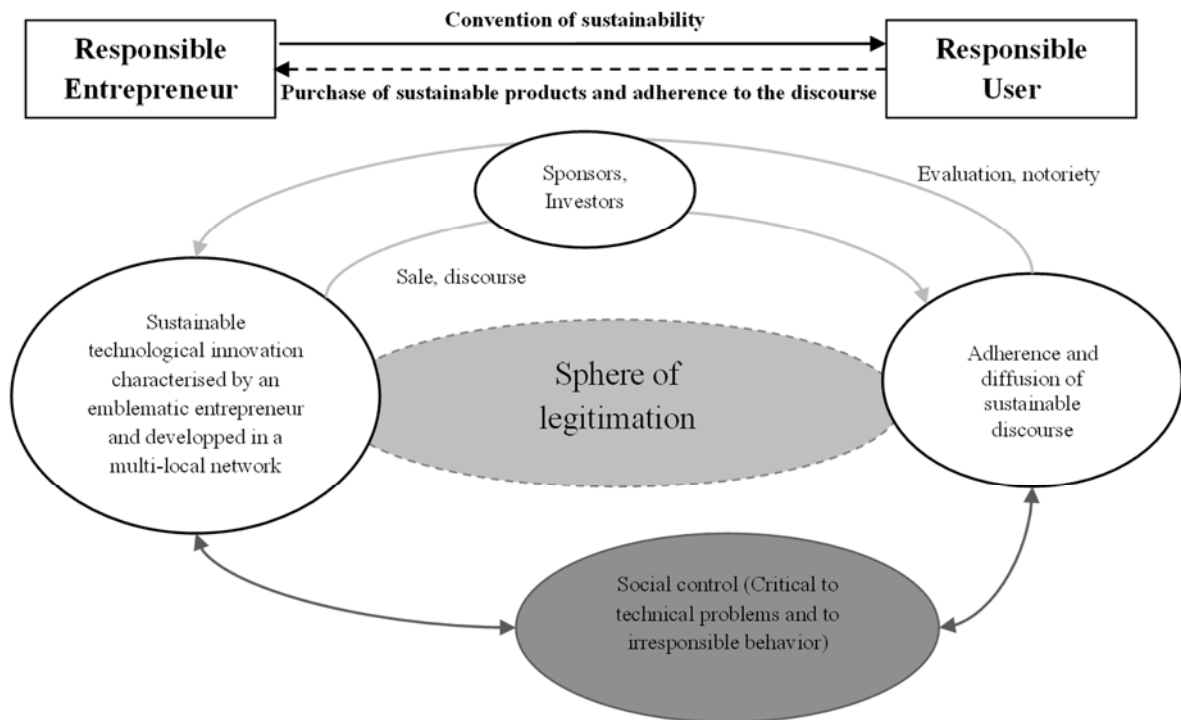 Convention of sustainability
Responsible
Entrepreneur
Responsible
User
Purchase of sustainable products and adherence to the discourse
Sponsors,
Investors
Evaluation, notoriety
Sale, discourse
Sustainable
technological innovation
characterised by an
emblematic entrepreneur
and developped in a
multi-local network
Sphere of
legitimation
Adherence and
diffusion of
sustainable
discourse
Social control (Critical to
technical problems and to
irresponsible behavior)